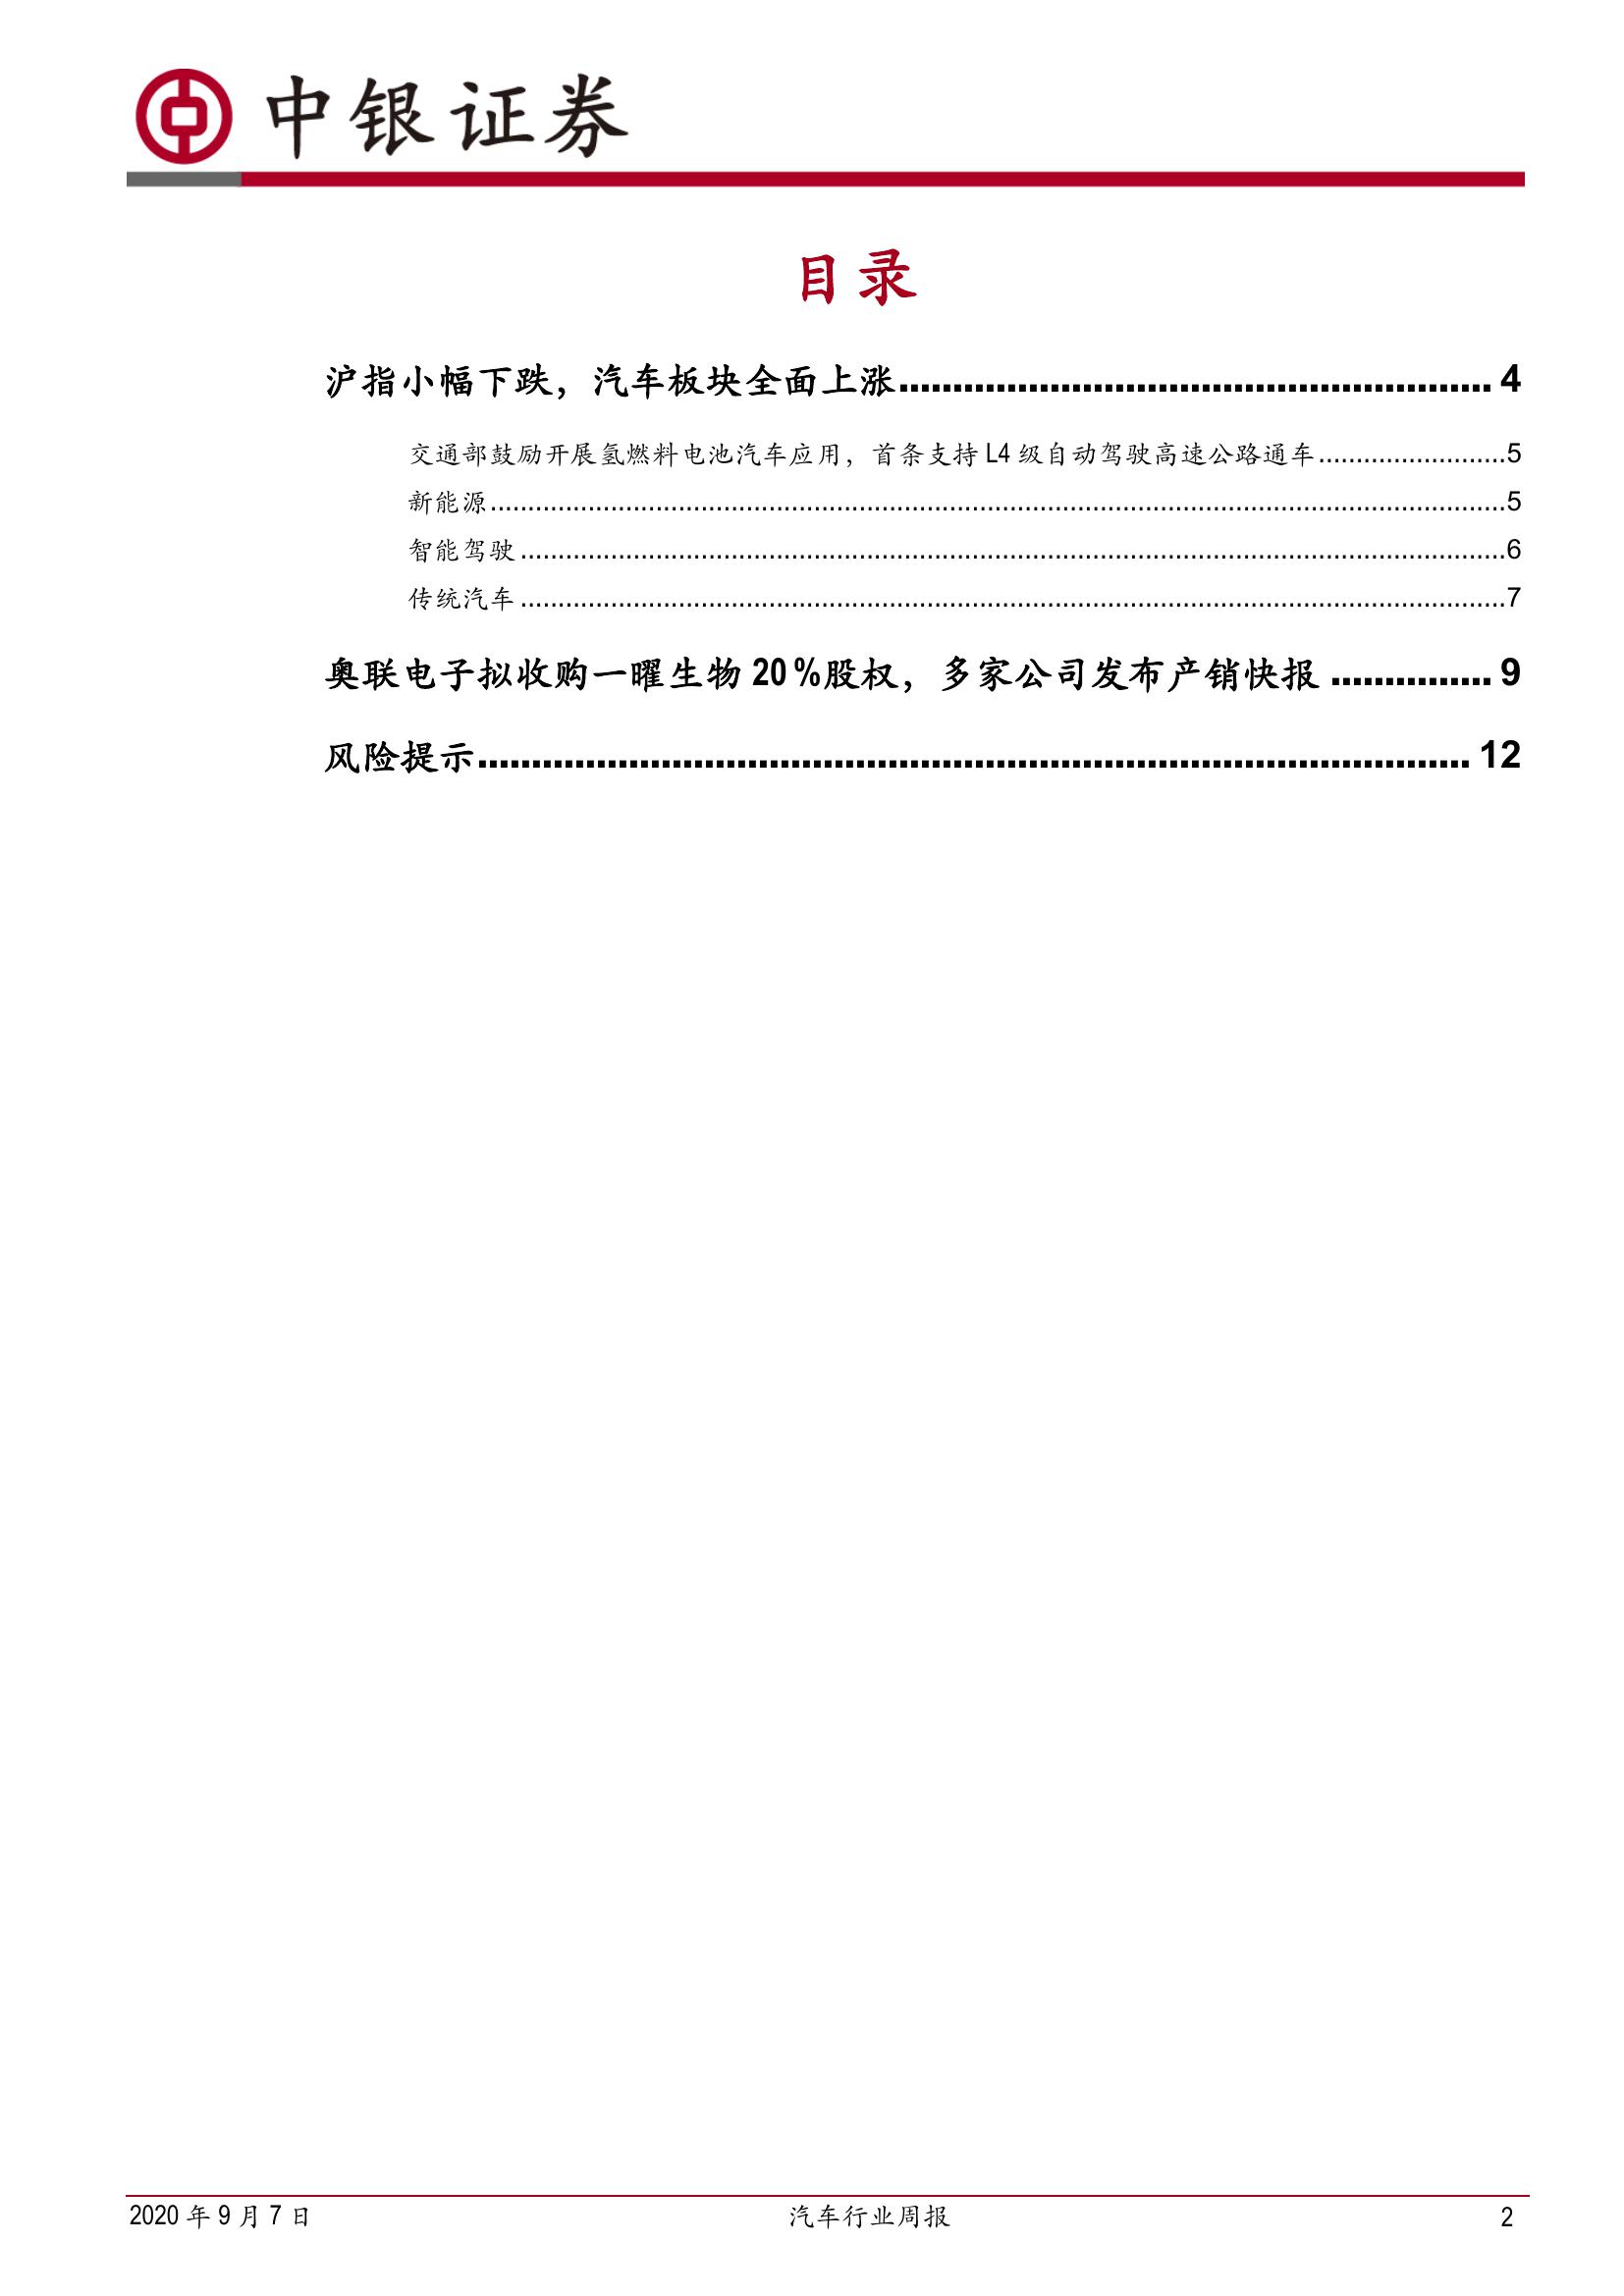 中银证券
目录
沪指小幅下跌，汽车板块全面上涨................................................................ 4
交通部鼓励开展氢燃料电池汽车应用，首条支持 L4 级自动驾驶高速公路通车.........................5
新能源.......................................................................................................................................5
智能驾驶....................................................................................................................................6
传统汽车....................................................................................................................................7
奥联电子拟收购一曜生物 20%股权，多家公司发布产销快报 ............... 9
风险提示............................................................................................ 12
2020 年 9 月 7 日 汽车行业周报 2